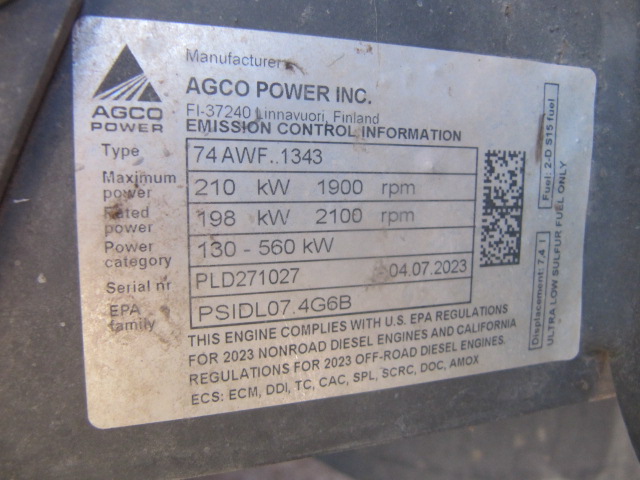 Manufacturer
AGCO POWER INC.
FI-37240 Linnavuori, Finland
AGCO
POWER
EMISSION CONTROL INFORMATION
Type 74 AWF..1343
Maximum power 210 kW 1900 rpm
Rated power 198 kW 2100 rpm
Power category 130 - 560 kW
Serial nr PLD271027 04.07.2023
EPA family PSIDL07.4G6B
THIS ENGINE COMPLIES WITH U.S. EPA REGULATIONS
FOR 2023 NONROAD DIESEL ENGINES AND CALIFORNIA
REGULATIONS FOR 2023 OFF-ROAD DIESEL ENGINES.
ECS: ECM, DDI, TC, CAC, SPL, SCRC, DOC, AMOX
Displacement: 7,4 l Fuel: 2-D S15 fuel
ULTRA LOW SULFUR FUEL ONLY